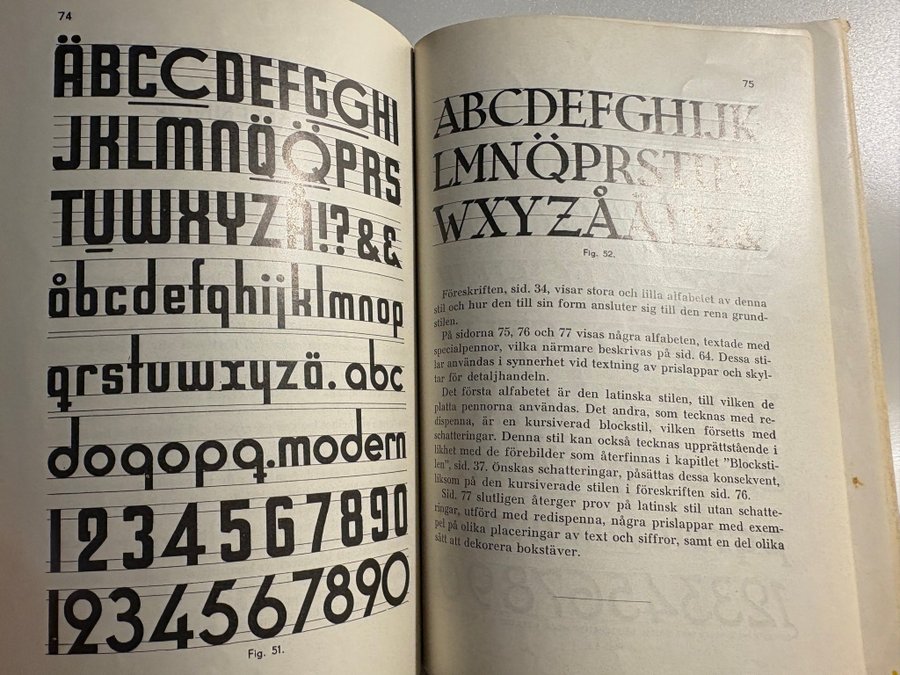 74
ÄBCCDEFGGHI
JKLMNQ̈Q̈PRS
TUWXYZÅ!?&&
åbcdefghijklmnop
qrstuwxyzä.abc
doqopq.modern
1234567890
1234567890
Fig. 51.
75
ABCDEFGHIJK
LMNQ̈PRST
WXYZÅ
Fig. 52.
Föreskriften, sid. 34, visar stora och lilla alfabetet av denna
stil och hur den till sin form ansluter sig till den rena grund-
stilen.
På sidorna 75, 76 och 77 visas några alfabeten, textade med
specialpennor, vilka närmare beskrivas på sid. 64. Dessa sti-
lar användas i synnerhet vid textning av prislappar och skyl-
tar för detaljhandeln.
Det första alfabetet är den latinska stilen, till vilken de
platta pennorna användas. Det andra, som tecknas med re-
dispenna, är en kursiverad blockstil, vilken försetts med
schatteringar. Denna stil kan också tecknas upprättstående i
likhet med de förebilder som återfinnas i kapitlet "Blocksti-
len", sid. 37. Önskas schatteringar, påsättas dessa konsekvent,
liksom på den kursiverade stilen i föreskriften sid. 76.
Sid. 77 slutligen återger prov på latinsk stil utan schatte-
ringar, utförd med redispenna, några prislappar med exem-
pel på olika placeringar av text och siffror, samt en del olika
sätt att dekorera bokstäver.